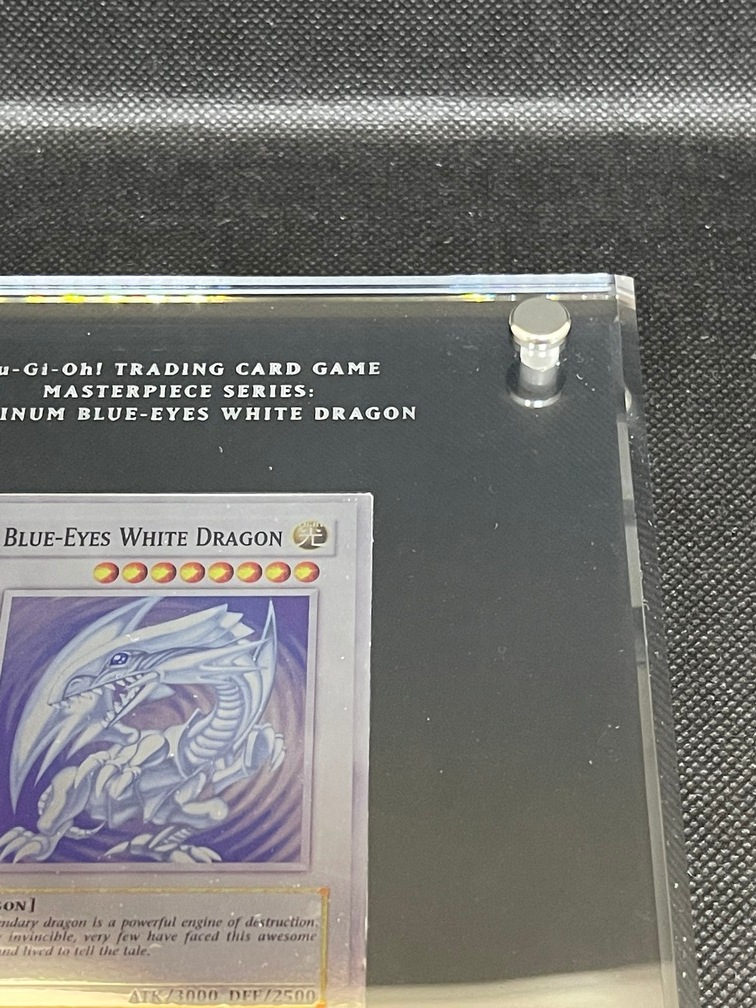 u-Gi-Oh! TRADING CARD GAME
MASTERPIECE SERIES:
INUM BLUE-EYES WHITE DRAGON
BLUE-EYES WHITE DRAGON
光
ON]
ndary dragon is a powerful engine of destruction.
invincible, very few have faced this awesome
nd lived to tell the tale.
ATK/3000 DEF/2500